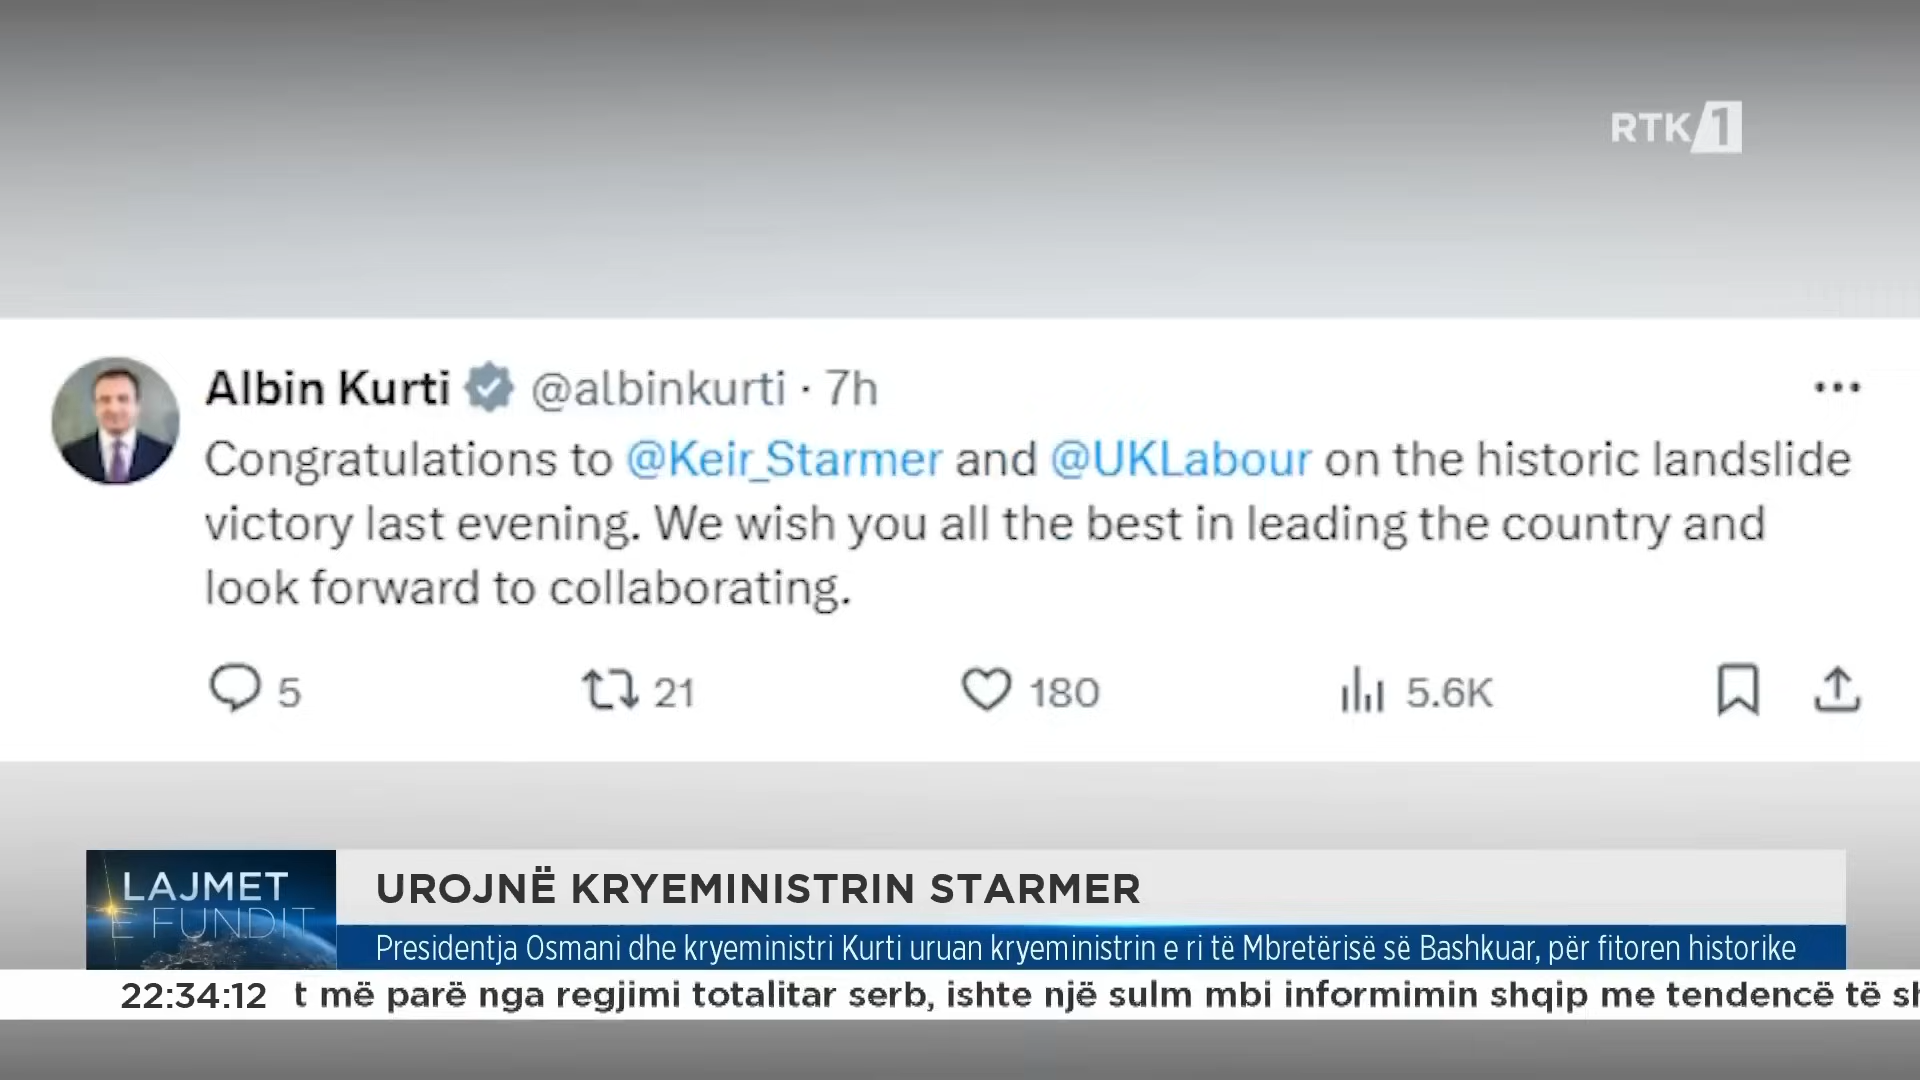 RTK 1
Albin Kurti @albinkurti · 7h
Congratulations to @Keir_Starmer and @UKLabour on the historic landslide
victory last evening. We wish you all the best in leading the country and
look forward to collaborating.
5 21 180 5.6K
LAJMET
E FUNDIT
UROJNË KRYEMINISTRIN STARMER
Presidentja Osmani dhe kryeministri Kurti uruan kryeministrin e ri të Mbretërisë së Bashkuar, për fitoren historike
22:34:12 t më parë nga regjimi totalitar serb, ishte një sulm mbi informimin shqip me tendencë të sh